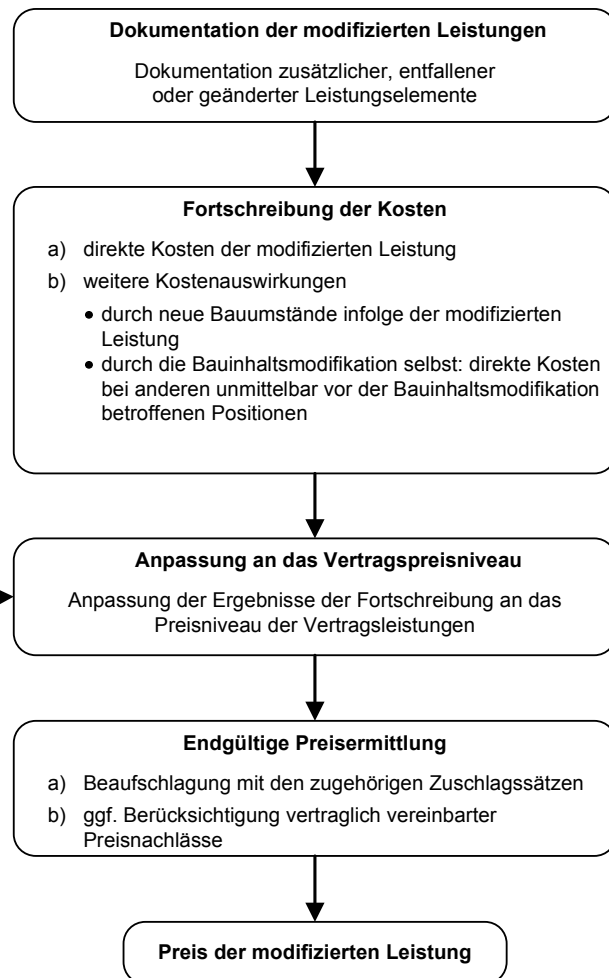 Dokumentation der modifizierten Leistungen
Dokumentation zusätzlicher, entfallener
oder geänderter Leistungselemente
Fortschreibung der Kosten
a) direkte Kosten der modifizierten Leistung
b) weitere Kostenauswirkungen
• durch neue Bauumstände infolge der modifizierten
Leistung
• durch die Bauinhaltsmodifikation selbst: direkte Kosten
bei anderen unmittelbar vor der Bauinhaltsmodifikation
betroffenen Positionen
Anpassung an das Vertragspreisniveau
Anpassung der Ergebnisse der Fortschreibung an das
Preisniveau der Vertragsleistungen
Endgültige Preisermittlung
a) Beaufschlagung mit den zugehörigen Zuschlagssätzen
b) ggf. Berücksichtigung vertraglich vereinbarter
Preisnachlässe
Preis der modifizierten Leistung